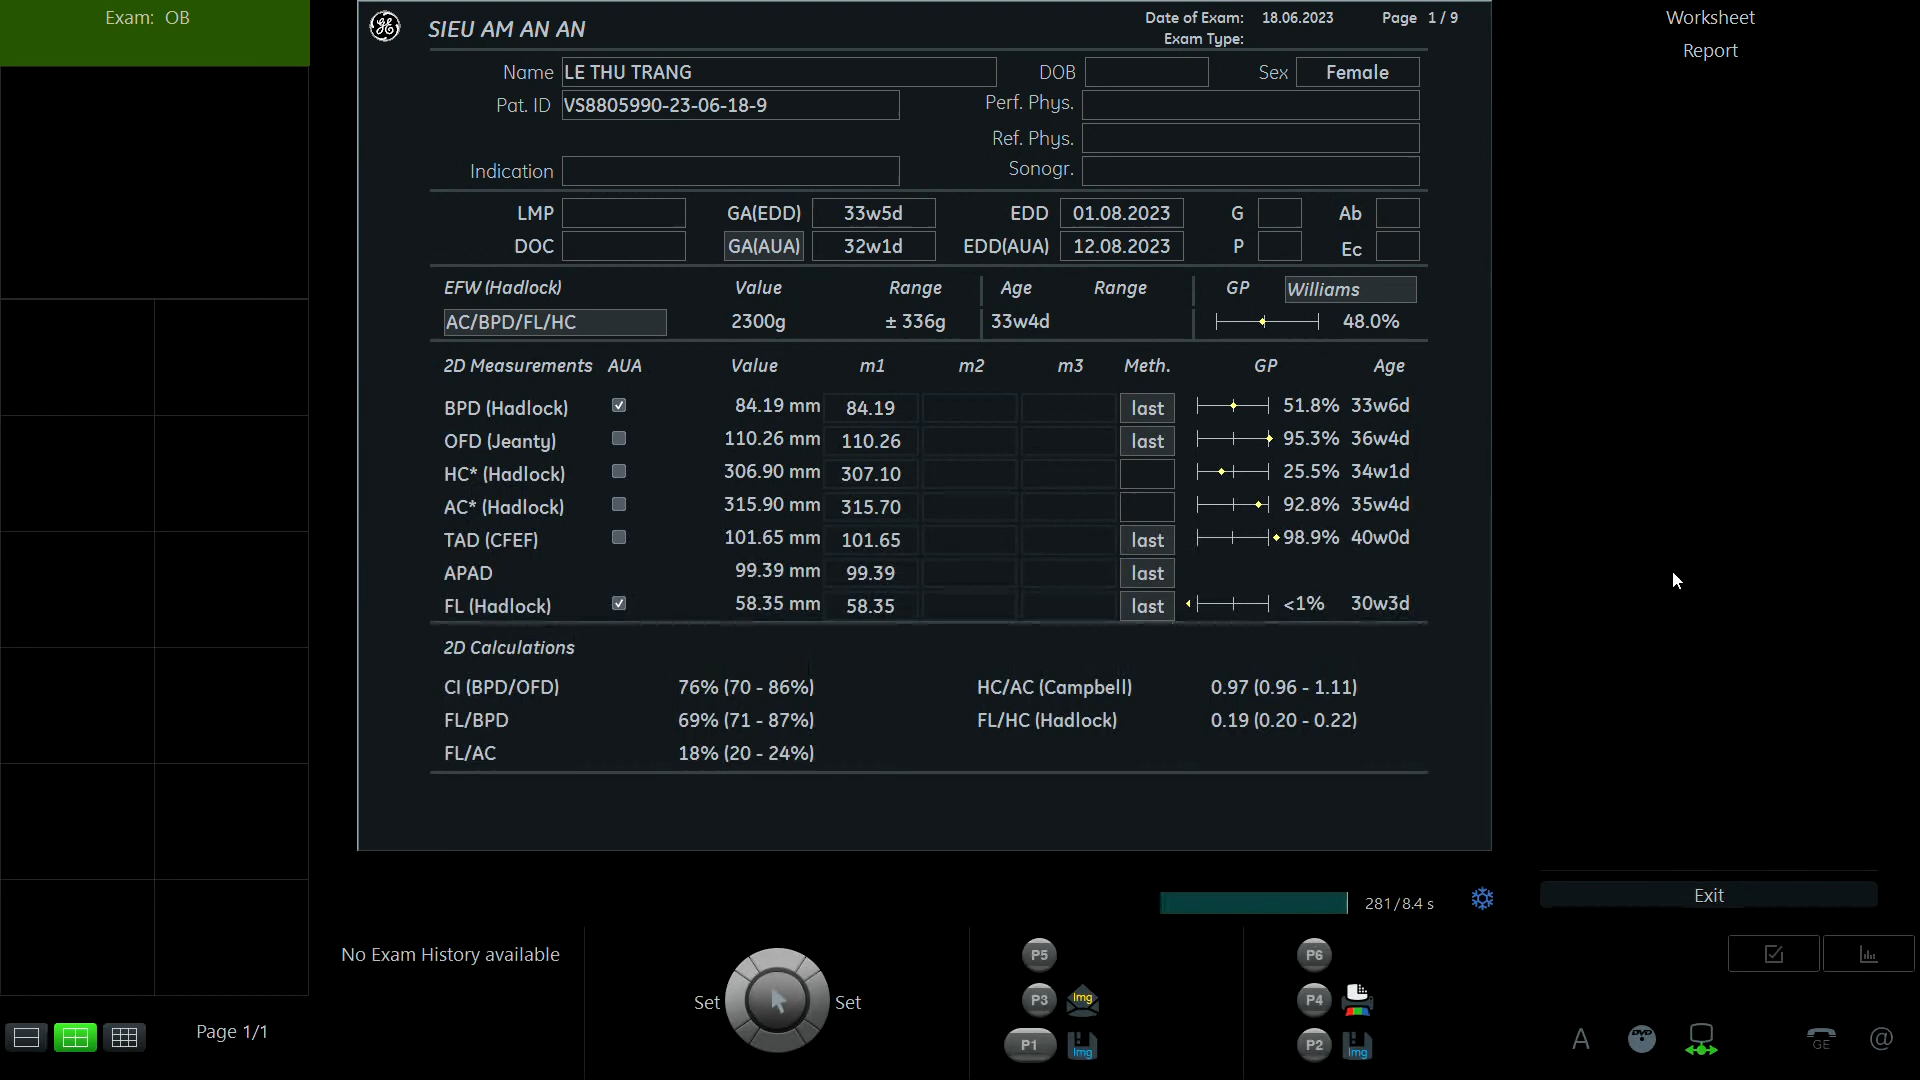 Exam: OB
SIEU AM AN AN
Date of Exam: 18.06.2023 Page 1 / 9
Exam Type:
Name LE THU TRANG DOB Sex Female
Pat. ID VS8805990-23-06-18-9 Perf. Phys.
Ref. Phys.
Indication Sonogr.
LMP GA(EDD) 33w5d EDD 01.08.2023 G Ab
DOC GA(AUA) 32w1d EDD(AUA) 12.08.2023 P Ec
EFW (Hadlock) Value Range Age Range GP Williams
AC/BPD/FL/HC 2300g ± 336g 33w4d 48.0%
2D Measurements AUA Value m1 m2 m3 Meth. GP Age
BPD (Hadlock) 84.19 mm 84.19 last 51.8% 33w6d
OFD (Jeanty) 110.26 mm 110.26 last 95.3% 36w4d
HC* (Hadlock) 306.90 mm 307.10 25.5% 34w1d
AC* (Hadlock) 315.90 mm 315.70 92.8% 35w4d
TAD (CFEF) 101.65 mm 101.65 last 98.9% 40w0d
APAD 99.39 mm 99.39 last
FL (Hadlock) 58.35 mm 58.35 last <1% 30w3d
2D Calculations
CI (BPD/OFD) 76% (70 - 86%) HC/AC (Campbell) 0.97 (0.96 - 1.11)
FL/BPD 69% (71 - 87%) FL/HC (Hadlock) 0.19 (0.20 - 0.22)
FL/AC 18% (20 - 24%)
Worksheet
Report
281/8.4 s
Exit
No Exam History available
Set Set
P5
P3 Img
P1 Img
P6
P4
P2 Img
Page 1/1
A DVD GE @